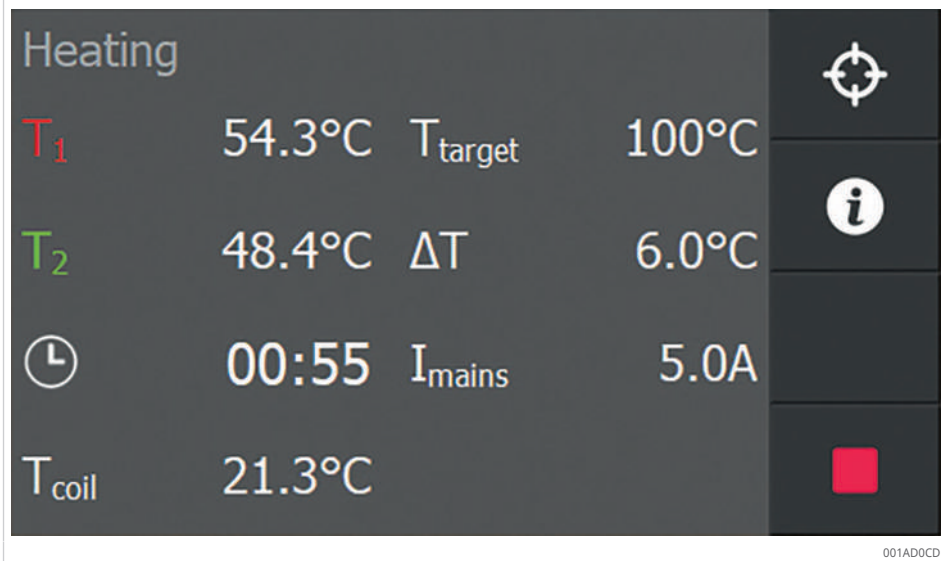 Heating
T1 54.3°C Ttarget 100°C
T2 48.4°C ΔT 6.0°C
00:55 Imains 5.0A
Tcoil 21.3°C
001AD0CD